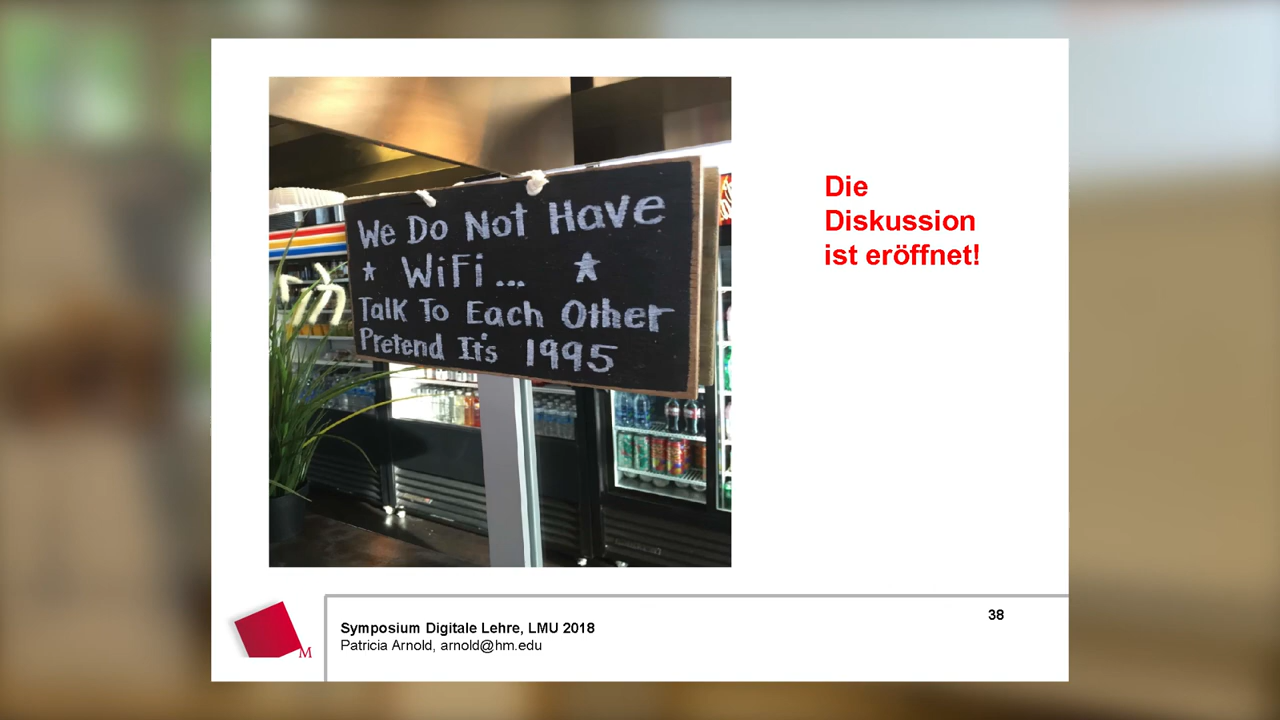 We Do Not Have
WiFi...
Talk To Each Other
Pretend It's 1995
Die
Diskussion
ist eröffnet!
38
Symposium Digitale Lehre, LMU 2018
Patricia Arnold, arnold@hm.edu
M